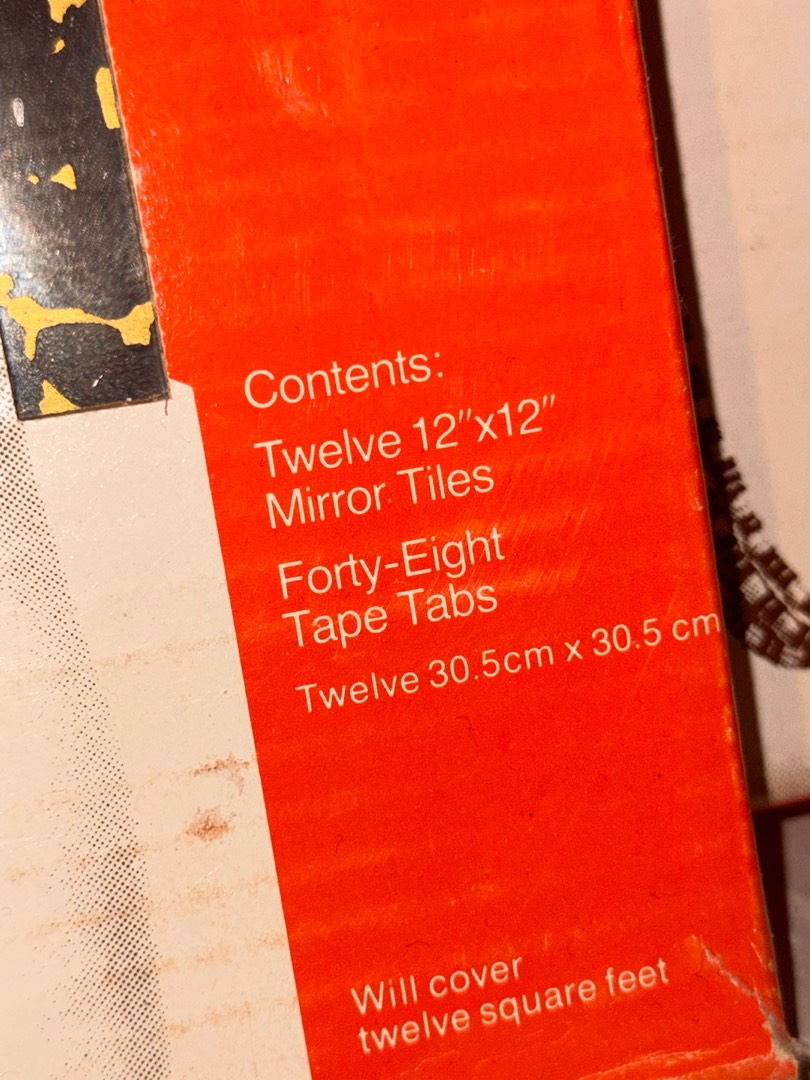 Contents:
Twelve 12"x12"
Mirror Tiles
Forty-Eight
Tape Tabs
Twelve 30.5cm x 30.5 cm
Will cover
twelve square feet